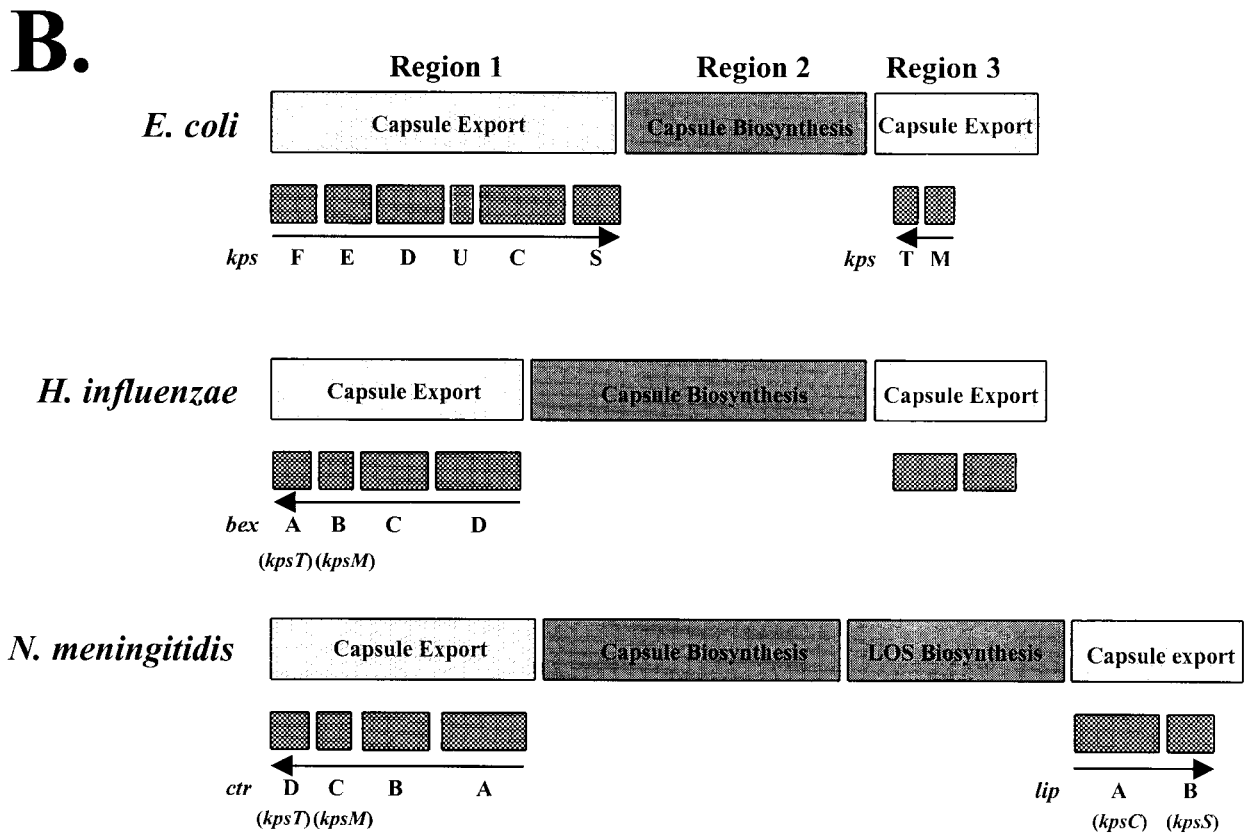 B.
Region 1 Region 2 Region 3
E. coli Capsule Export Capsule Biosynthesis Capsule Export
kps F E D U C S kps T M
H. influenzae Capsule Export Capsule Biosynthesis Capsule Export
bex A B C D
(kpsT) (kpsM)
N. meningitidis Capsule Export Capsule Biosynthesis LOS Biosynthesis Capsule export
ctr D C B A lip A B
(kpsT) (kpsM) (kpsC) (kpsS)